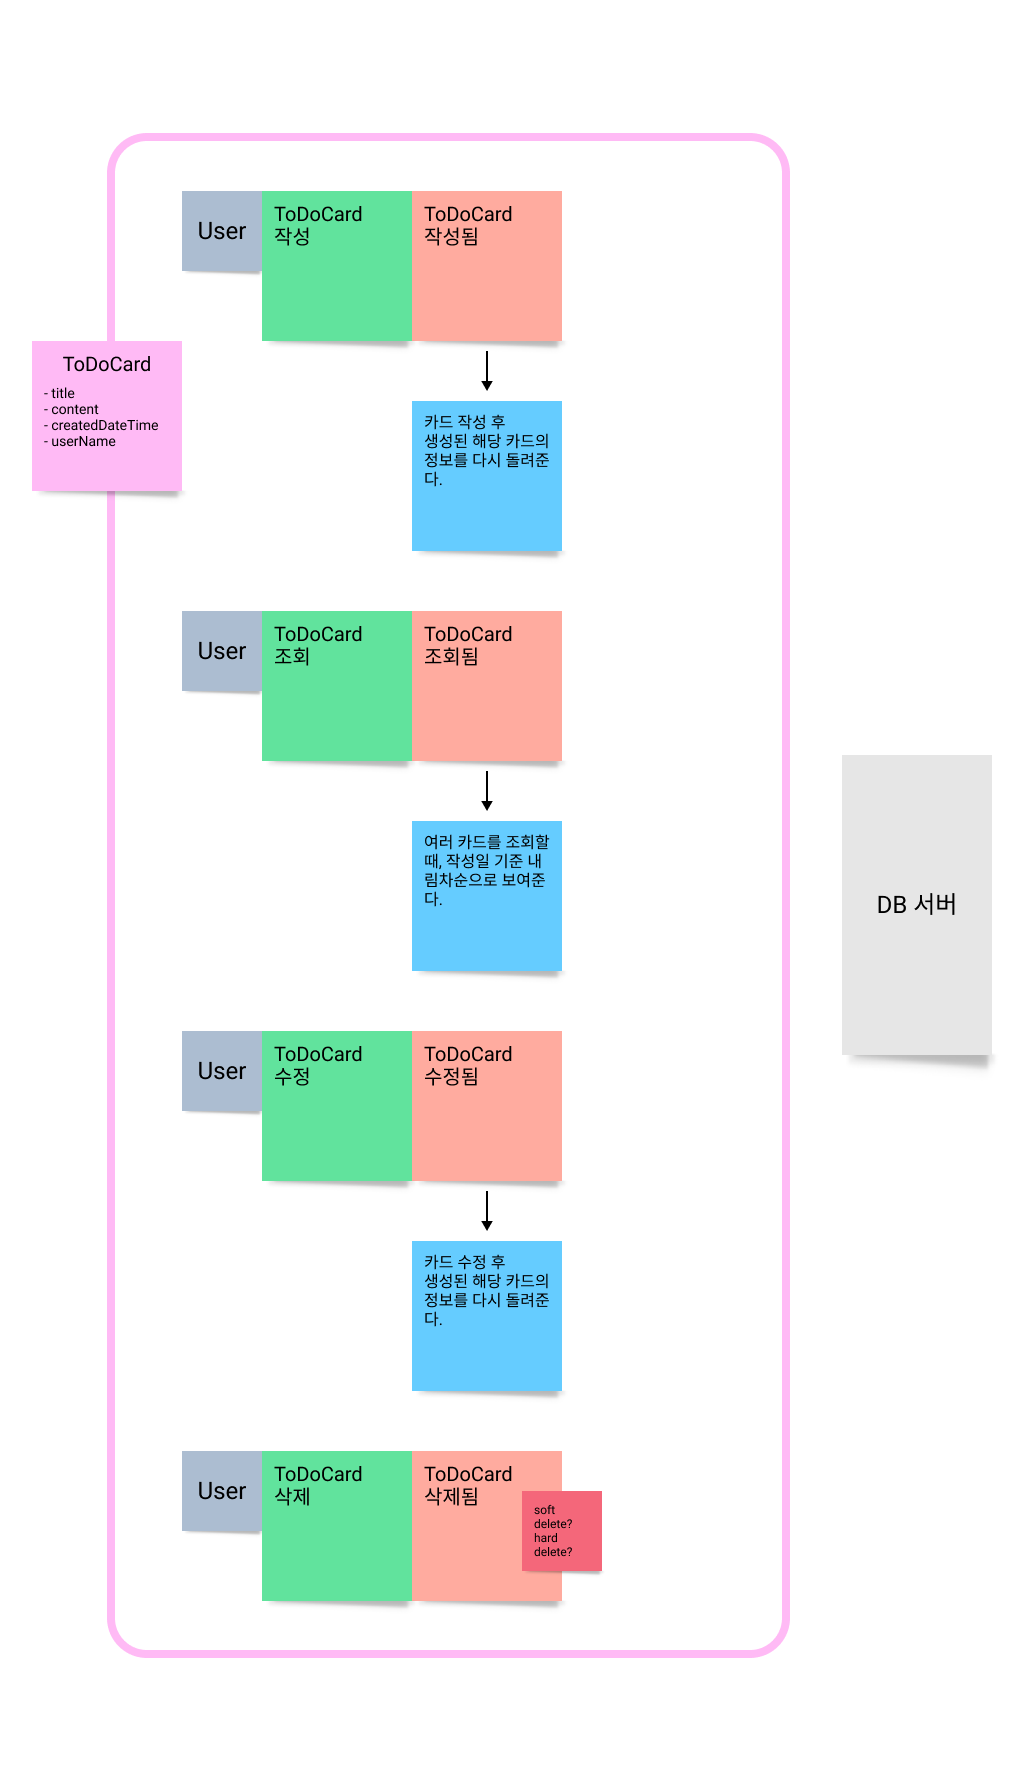 User
ToDoCard
작성
ToDoCard
작성됨
ToDoCard
- title
- content
- createdDateTime
- userName
카드 작성 후
생성된 해당 카드의
정보를 다시 돌려준
다.
User
ToDoCard
조회
ToDoCard
조회됨
여러 카드를 조회할
때, 작성일 기준 내
림차순으로 보여준
다.
DB 서버
User
ToDoCard
수정
ToDoCard
수정됨
카드 수정 후
생성된 해당 카드의
정보를 다시 돌려준
다.
User
ToDoCard
삭제
ToDoCard
삭제됨
soft
delete?
hard
delete?